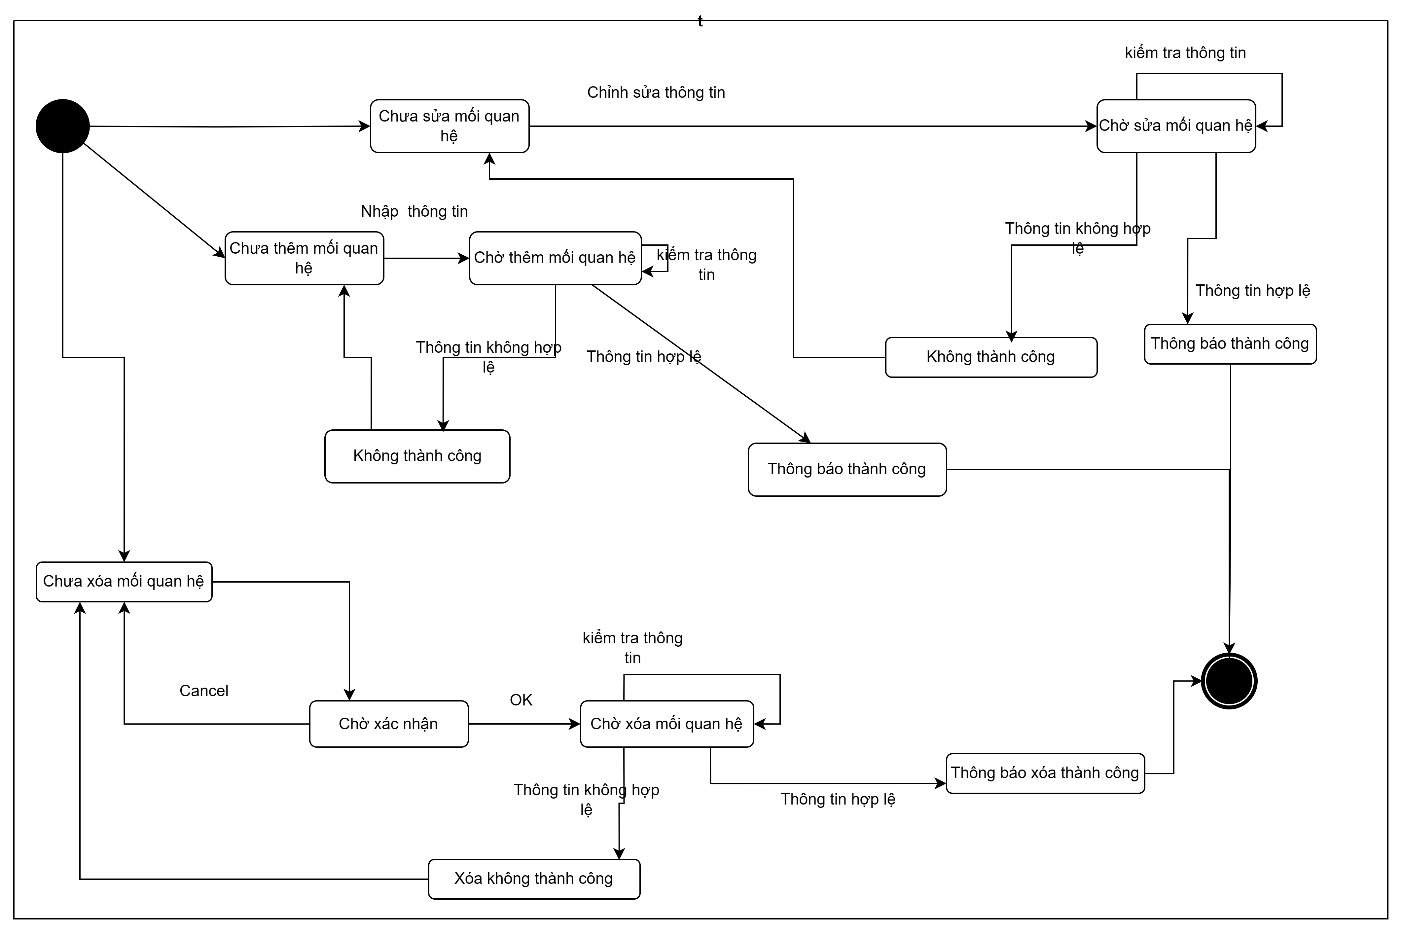 t
kiểm tra thông tin
Chỉnh sửa thông tin
Chưa sửa mối quan
hệ
Chờ sửa mối quan hệ
Nhập thông tin
Thông tin không hợp
lệ
Chưa thêm mối quan
hệ
Chờ thêm mối quan hệ
kiểm tra thông
tin
Thông tin hợp lệ
Thông báo thành công
Thông tin không hợp
lệ
Thông tin hợp lệ
Không thành công
Không thành công
Thông báo thành công
Chưa xóa mối quan hệ
kiểm tra thông
tin
Cancel
OK
Chờ xác nhận
Chờ xóa mối quan hệ
Thông báo xóa thành công
Thông tin không hợp
lệ
Thông tin hợp lệ
Xóa không thành công